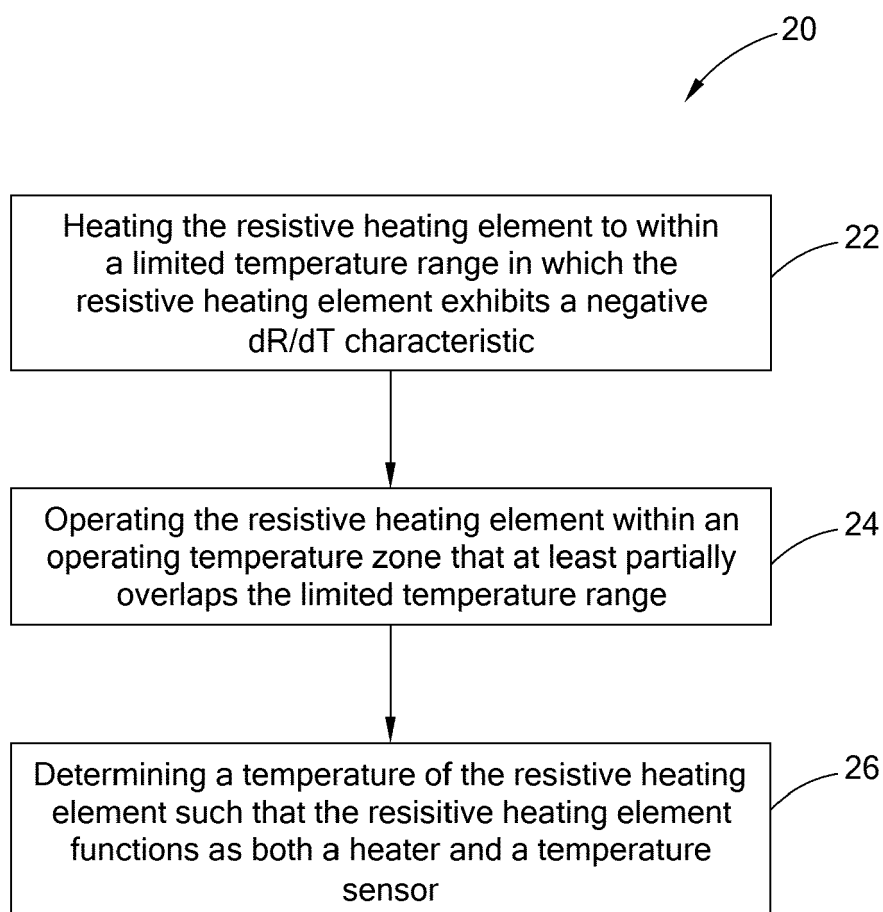 20
Heating the resistive heating element to within
a limited temperature range in which the
resistive heating element exhibits a negative
dR/dT characteristic
22
Operating the resistive heating element within an
operating temperature zone that at least partially
overlaps the limited temperature range
24
Determining a temperature of the resistive heating
element such that the resisitive heating element
functions as both a heater and a temperature
sensor
26